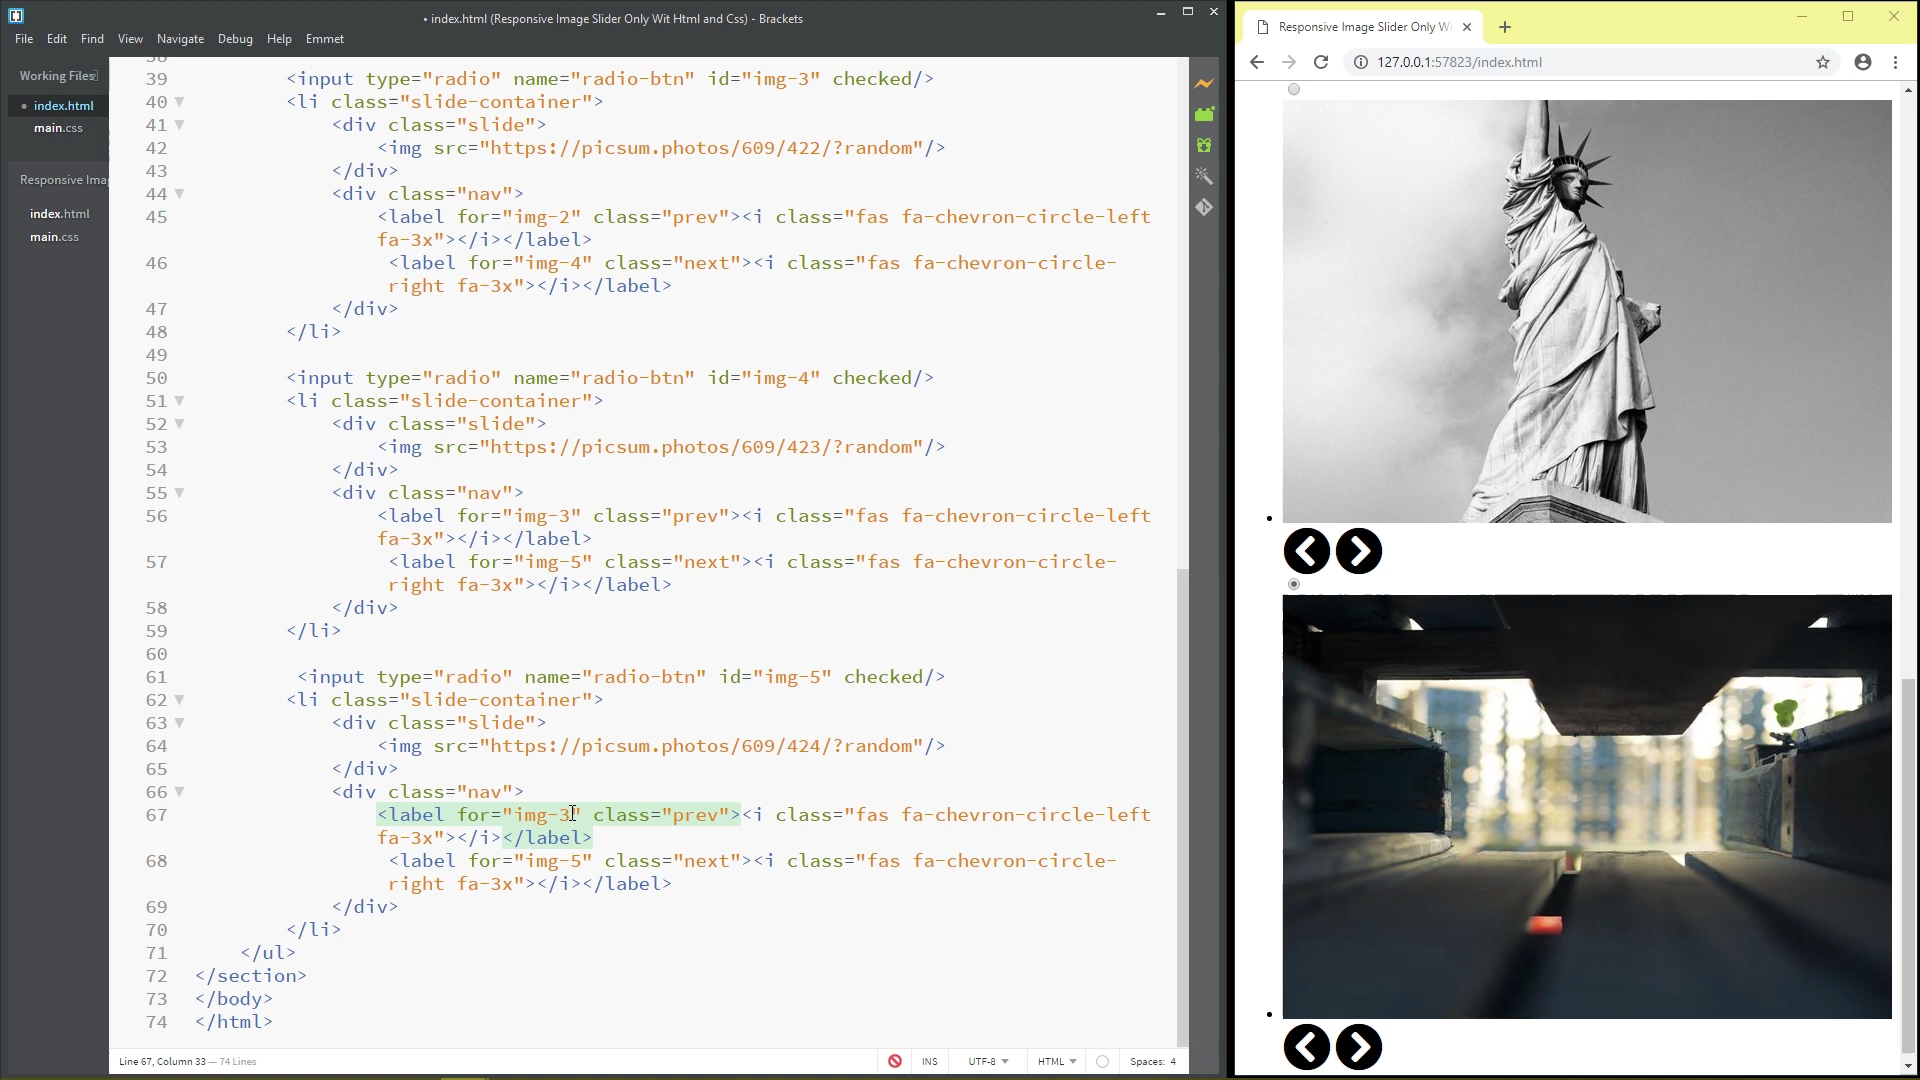 • index.html (Responsive Image Slider Only Wit Html and Css) - Brackets
File Edit Find View Navigate Debug Help Emmet
Working Files
index.html
main.css
Responsive Imag
index.html
main.css
39 <input type="radio" name="radio-btn" id="img-3" checked/>
40 <li class="slide-container">
41 <div class="slide">
42 <img src="https://picsum.photos/609/422/?random"/>
43 </div>
44 <div class="nav">
45 <label for="img-2" class="prev"><i class="fas fa-chevron-circle-left
fa-3x"></i></label>
46 <label for="img-4" class="next"><i class="fas fa-chevron-circle-
right fa-3x"></i></label>
47 </div>
48 </li>
49
50 <input type="radio" name="radio-btn" id="img-4" checked/>
51 <li class="slide-container">
52 <div class="slide">
53 <img src="https://picsum.photos/609/423/?random"/>
54 </div>
55 <div class="nav">
56 <label for="img-3" class="prev"><i class="fas fa-chevron-circle-left
fa-3x"></i></label>
57 <label for="img-5" class="next"><i class="fas fa-chevron-circle-
right fa-3x"></i></label>
58 </div>
59 </li>
60
61 <input type="radio" name="radio-btn" id="img-5" checked/>
62 <li class="slide-container">
63 <div class="slide">
64 <img src="https://picsum.photos/609/424/?random"/>
65 </div>
66 <div class="nav">
67 <label for="img-3" class="prev"><i class="fas fa-chevron-circle-left
fa-3x"></i></label>
68 <label for="img-5" class="next"><i class="fas fa-chevron-circle-
right fa-3x"></i></label>
69 </div>
70 </li>
71 </ul>
72 </section>
73 </body>
74 </html>
Line 67, Column 33 — 74 Lines
INS UTF-8 HTML Spaces: 4
Responsive Image Slider Only W
127.0.0.1:57823/index.html